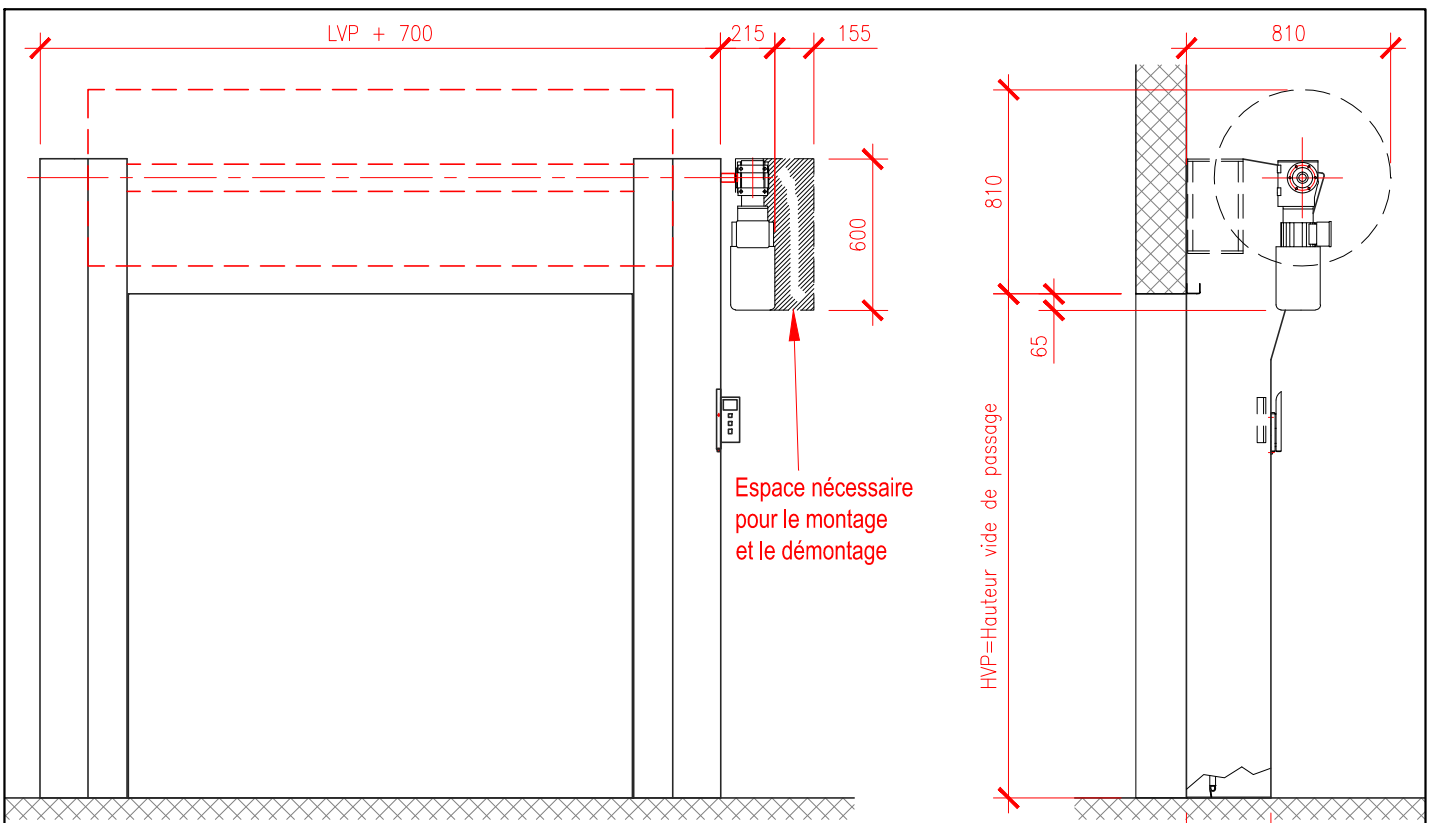 LVP + 700
215
155
810
810
600
65
HVP=Hauteur vide de passage
Espace nécessaire
pour le montage
et le démontage